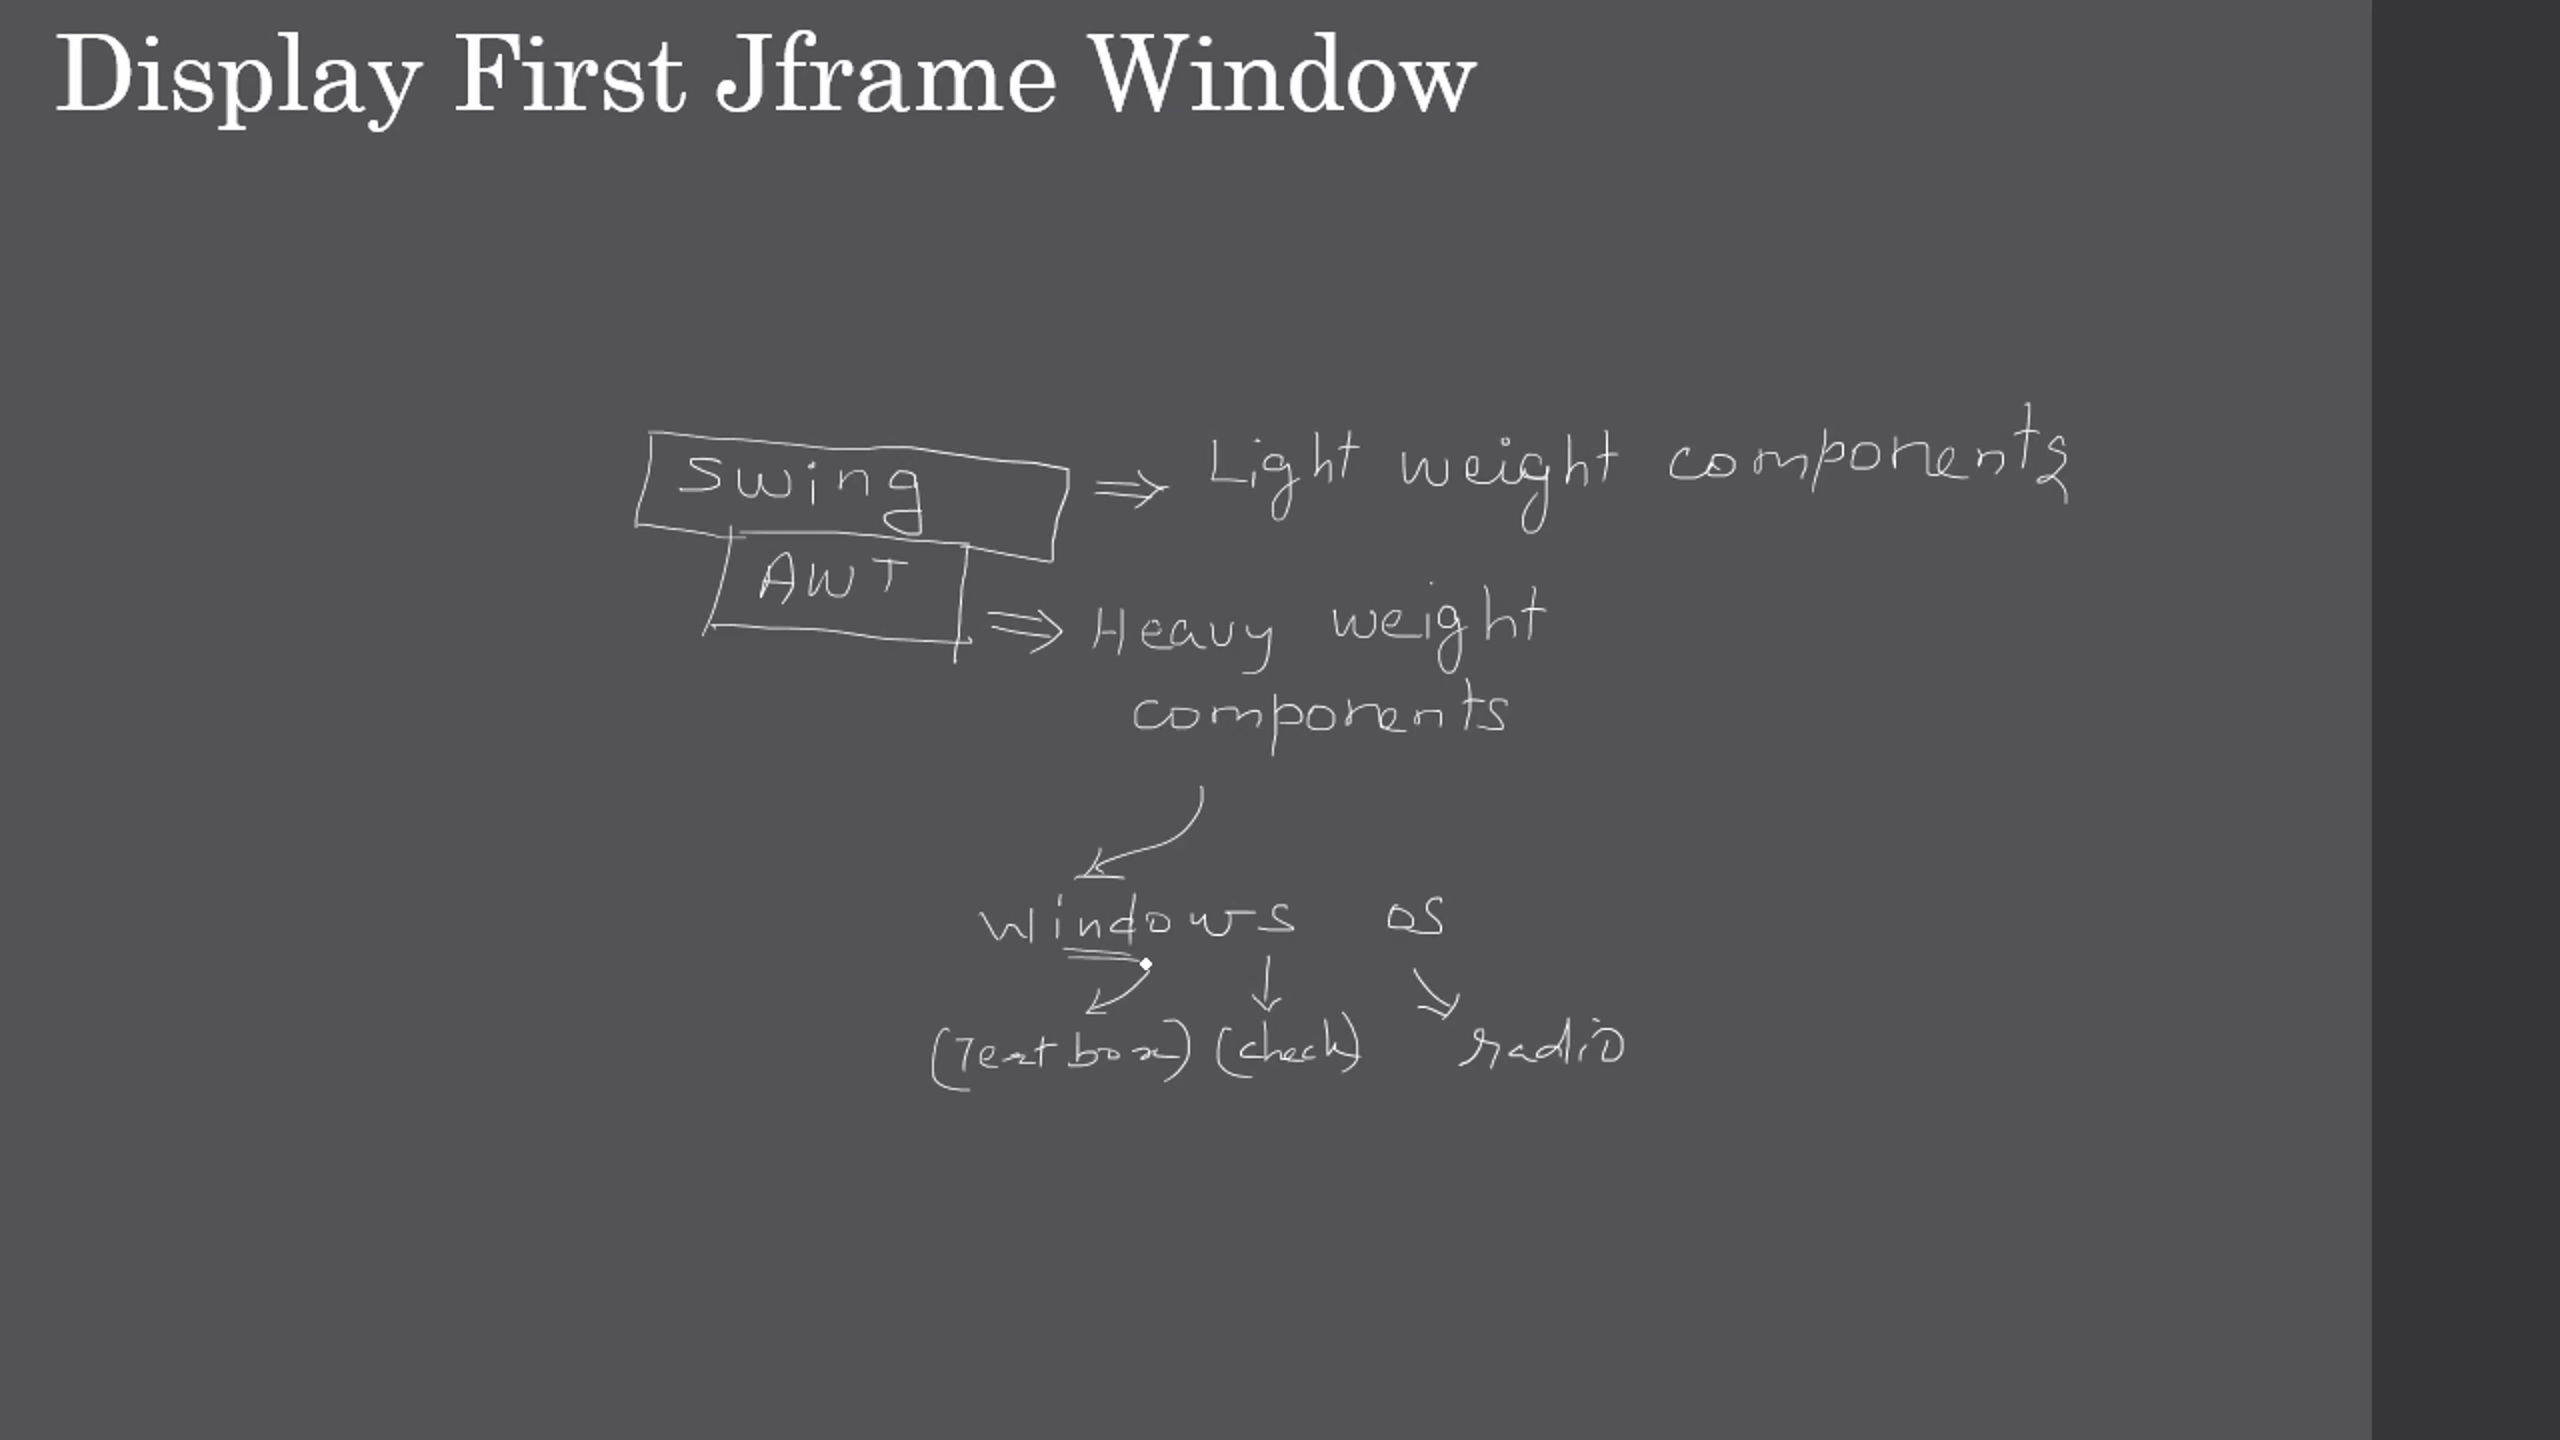 Display First Jframe Window
Swing ⇒ Light weight components
AWT ⇒ Heavy weight
components
Windows OS
(Text box) (check) radio